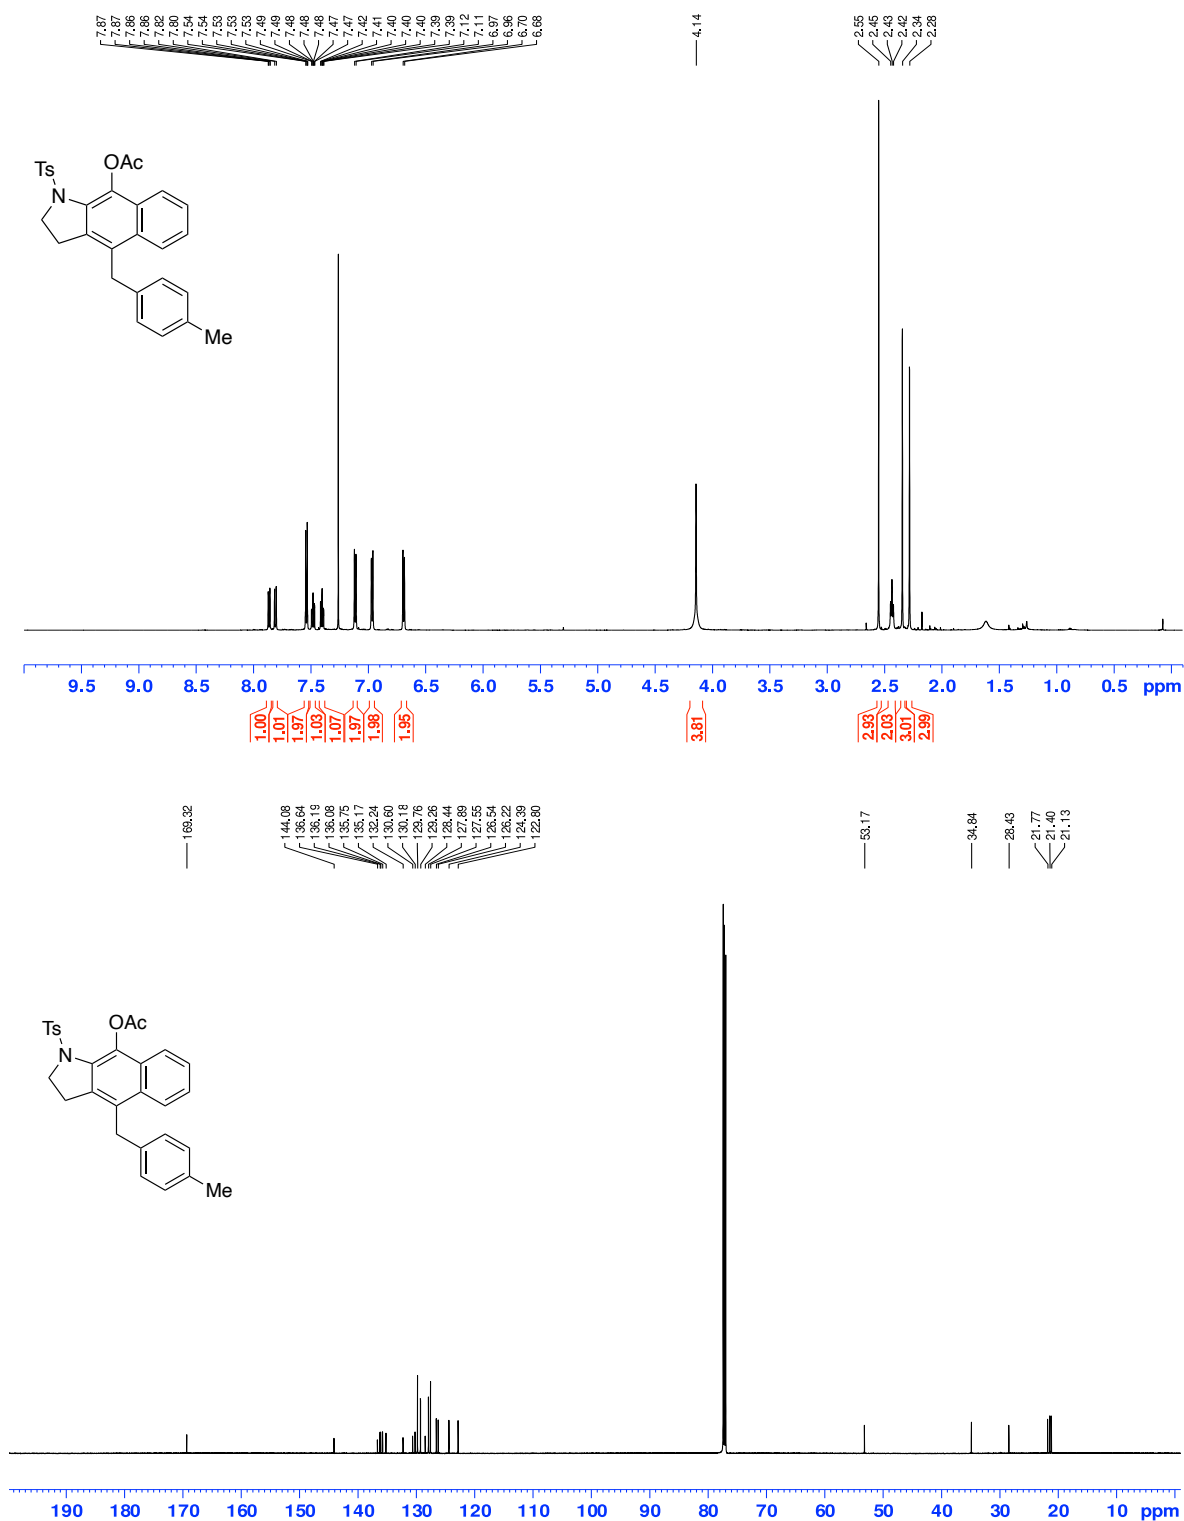 7.87 7.87 7.86 7.86 7.82 7.80 7.54 7.54 7.53 7.53 7.53 7.49 7.49 7.48 7.48 7.48 7.47 7.47 7.42 7.41 7.40 7.40 7.40 7.39 7.39 7.12 7.11 6.97 6.96 6.70 6.68
4.14
2.55 2.45 2.43 2.42 2.34 2.28
OAc
Ts
N
Me
9.5 9.0 8.5 8.0 7.5 7.0 6.5 6.0 5.5 5.0 4.5 4.0 3.5 3.0 2.5 2.0 1.5 1.0 0.5 ppm
1.00 1.01 1.97 1.03 1.07 1.97 1.98 1.95 3.81 2.93 2.03 3.01 2.99
169.32
144.08 136.64 136.19 136.08 135.75 135.17 132.24 130.60 130.18 129.76 129.26 128.44 127.89 127.55 126.54 126.22 124.39 122.80
53.17
34.84
28.43
21.77 21.40 21.13
OAc
Ts
N
Me
190 180 170 160 150 140 130 120 110 100 90 80 70 60 50 40 30 20 10 ppm